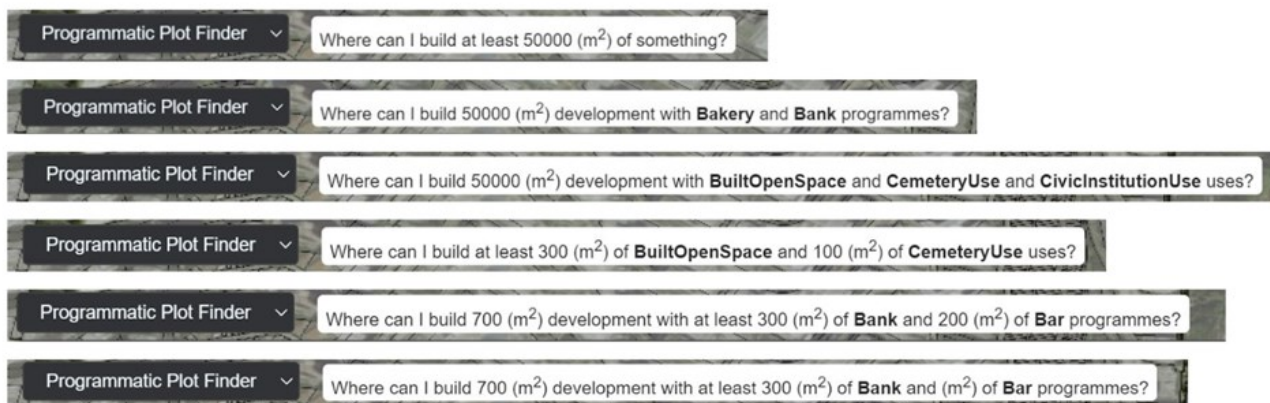 Programmatic Plot Finder Where can I build at least 50000 (m²) of something?
Programmatic Plot Finder Where can I build 50000 (m²) development with Bakery and Bank programmes?
Programmatic Plot Finder Where can I build 50000 (m²) development with BuiltOpenSpace and CemeteryUse and CivicInstitutionUse uses?
Programmatic Plot Finder Where can I build at least 300 (m²) of BuiltOpenSpace and 100 (m²) of CemeteryUse uses?
Programmatic Plot Finder Where can I build 700 (m²) development with at least 300 (m²) of Bank and 200 (m²) of Bar programmes?
Programmatic Plot Finder Where can I build 700 (m²) development with at least 300 (m²) of Bank and (m²) of Bar programmes?